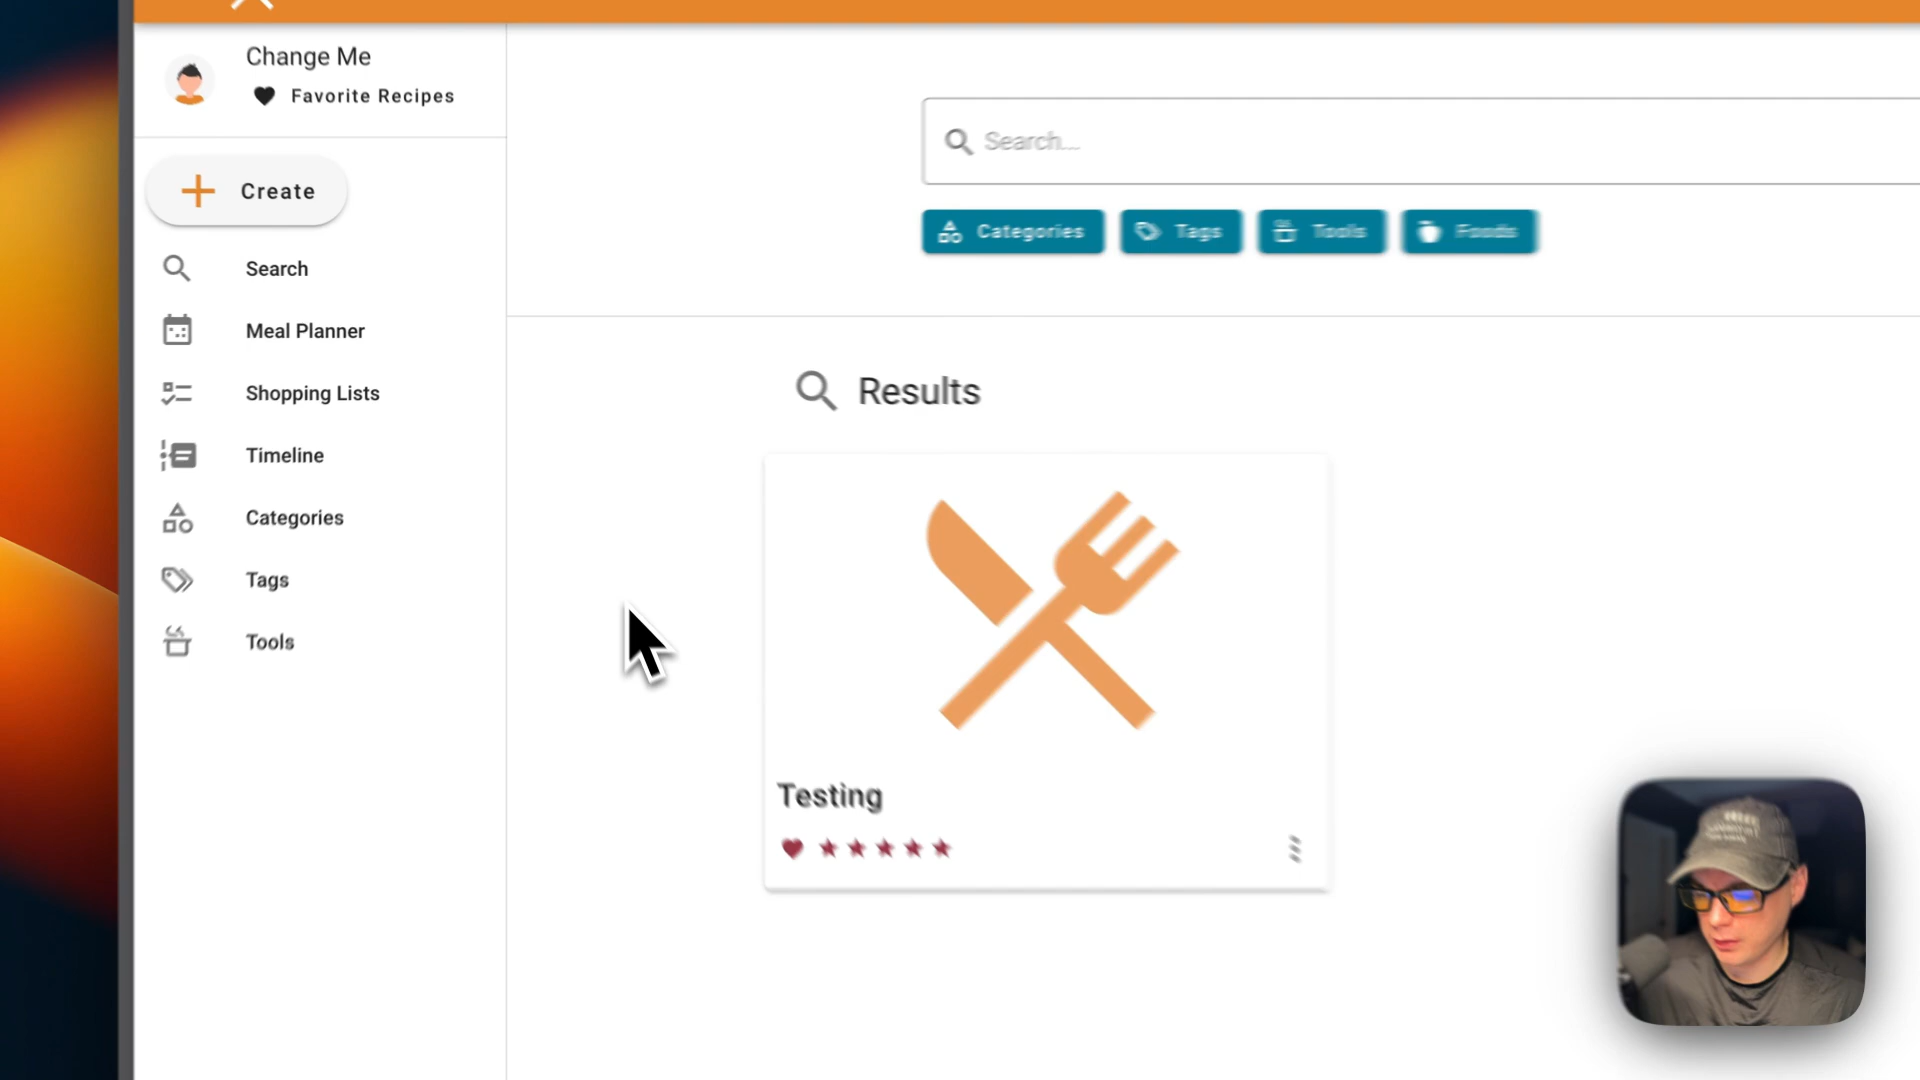 Change Me
Favorite Recipes
Create
Search
Meal Planner
Shopping Lists
Timeline
Categories
Tags
Tools
Search...
Categories
Tags
Tools
Foods
Results
Testing